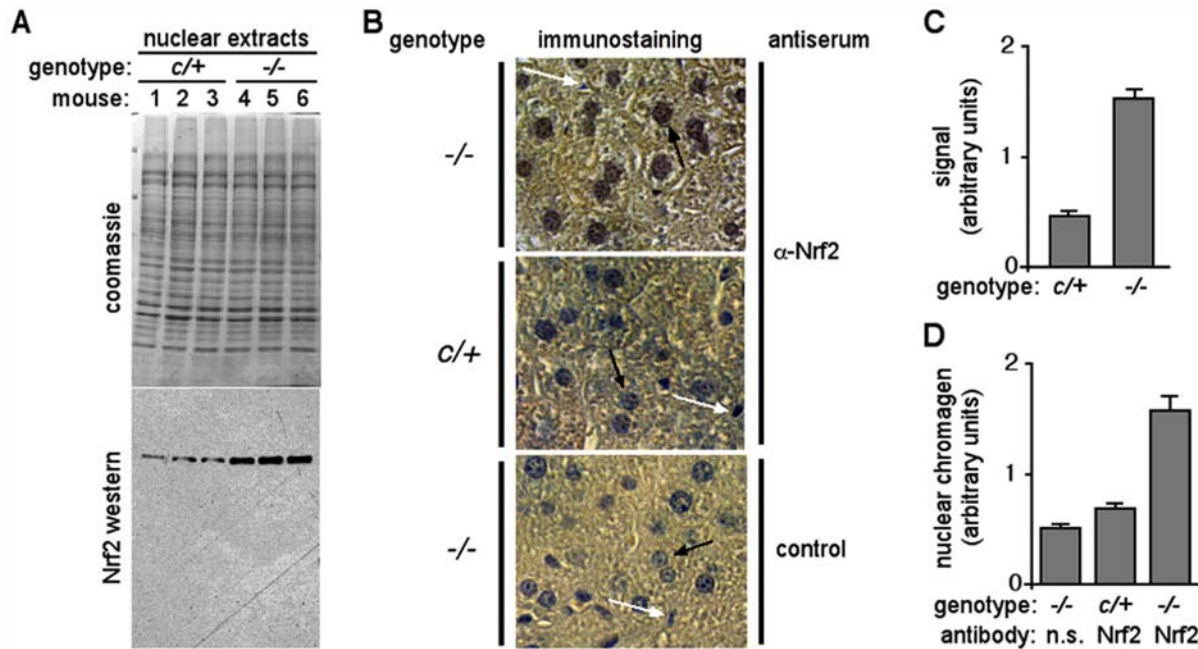 A
nuclear extracts
genotype: c/+ -/-
mouse: 1 2 3 4 5 6
coomassie
Nrf2 western
B
genotype immunostaining antiserum
-/-
c/+
-/-
α-Nrf2
control
C
signal
(arbitrary units)
2
1
0
genotype: c/+ -/-
D
nuclear chromagen
(arbitrary units)
2
1
0
genotype: -/- c/+ -/-
antibody: n.s. Nrf2 Nrf2